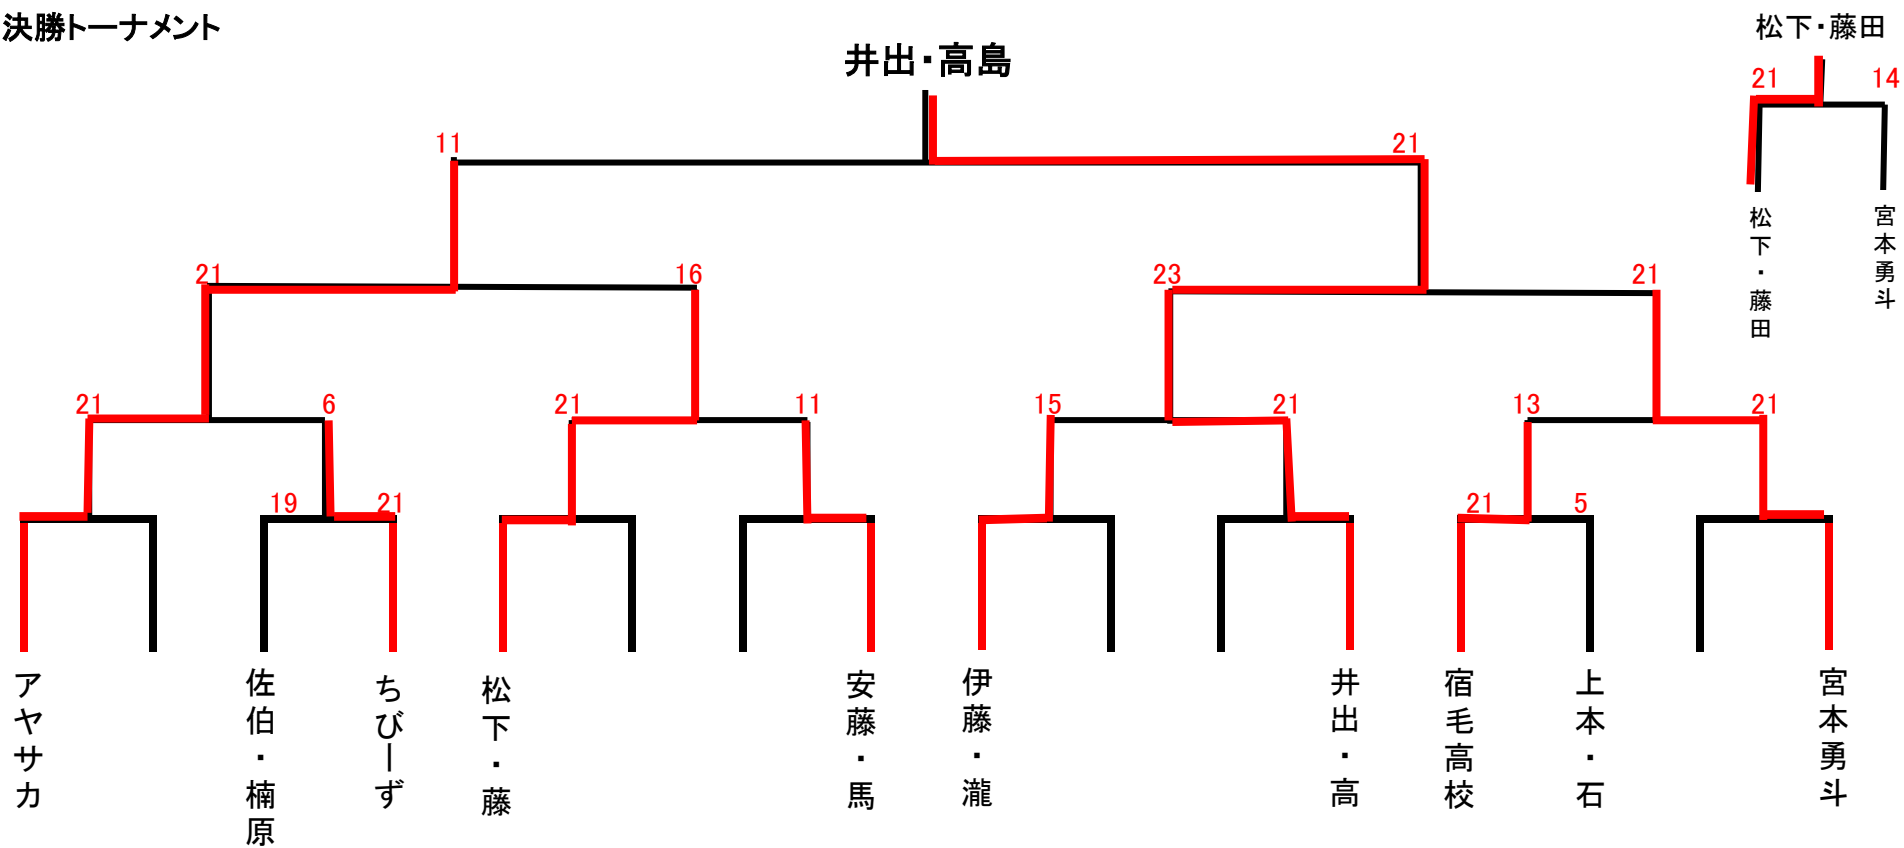 決勝トーナメント
井出・高島
松下・藤田
21
14
11
21
松下・藤田
宮本勇斗
21
16
23
21
21
6
21
11
15
21
13
21
19
21
21
5
アヤサカ
佐伯・楠原
ちびーず
松下・藤
安藤・馬
伊藤・瀧
井出・高
宿毛高校
上本・石
宮本勇斗